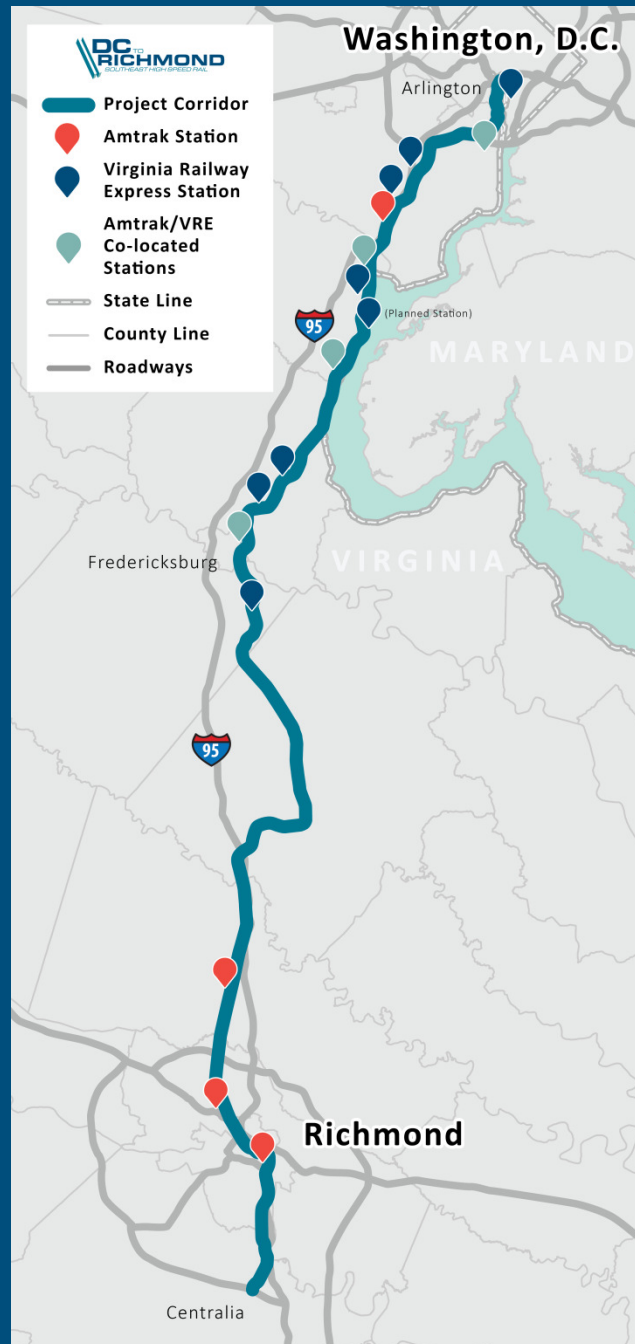 Washington, D.C.
DC TO
RICHMOND
SOUTHEAST HIGH SPEED RAIL
Project Corridor
Amtrak Station
Virginia Railway
Express Station
Amtrak/VRE
Co-located
Stations
State Line
County Line
Roadways
Arlington
(Planned Station)
95
MARYLAND
VIRGINIA
Fredericksburg
95
Richmond
Centralia